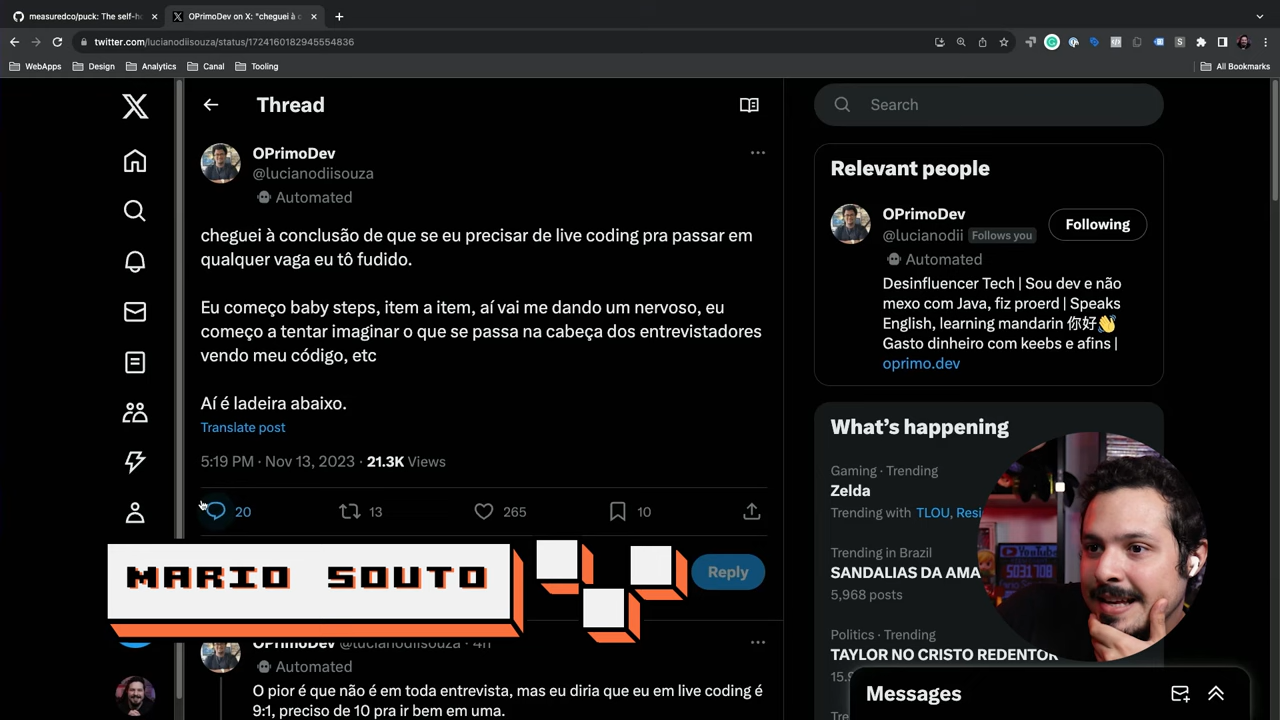 measuredco/puck: The self-h
OPrimoDev on X: "cheguei à c
twitter.com/lucianodiisouza/status/1724160182945554836
WebApps
Design
Analytics
Canal
Tooling
All Bookmarks
Thread
OPrimoDev
@lucianodiisouza
Automated
cheguei à conclusão de que se eu precisar de live coding pra passar em
qualquer vaga eu tô fudido.
Eu começo baby steps, item a item, aí vai me dando um nervoso, eu
começo a tentar imaginar o que se passa na cabeça dos entrevistadores
vendo meu código, etc
Aí é ladeira abaixo.
Translate post
5:19 PM · Nov 13, 2023 · 21.3K Views
20
13
265
10
Reply
MARIO SOUTO
OPrimoDev @lucianodiisouza · 4h
Automated
O pior é que não é em toda entrevista, mas eu diria que eu em live coding é
9:1, preciso de 10 pra ir bem em uma.
Search
Relevant people
OPrimoDev
@lucianodii Follows you
Following
Automated
Desinfluencer Tech | Sou dev e não
mexo com Java, fiz proerd | Speaks
English, learning mandarin 你好👋
Gasto dinheiro com keebs e afins |
oprimo.dev
What's happening
Gaming · Trending
Zelda
Trending with TLOU, Resi
Trending in Brazil
SANDALIAS DA AMA
5,968 posts
Politics · Trending
TAYLOR NO CRISTO REDENTOR
15.
YouTube
5031708
Messages